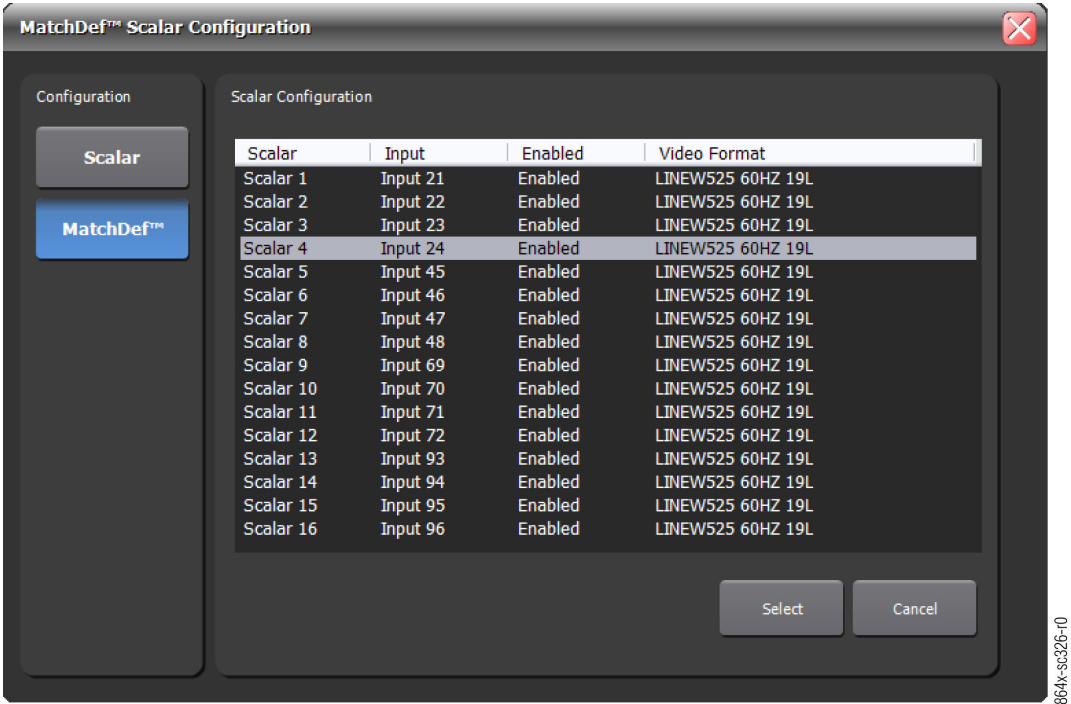 MatchDef™ Scalar Configuration
Configuration
Scalar
MatchDef™
Scalar Configuration
Scalar Input Enabled Video Format
Scalar 1 Input 21 Enabled LINEW525 60HZ 19L
Scalar 2 Input 22 Enabled LINEW525 60HZ 19L
Scalar 3 Input 23 Enabled LINEW525 60HZ 19L
Scalar 4 Input 24 Enabled LINEW525 60HZ 19L
Scalar 5 Input 45 Enabled LINEW525 60HZ 19L
Scalar 6 Input 46 Enabled LINEW525 60HZ 19L
Scalar 7 Input 47 Enabled LINEW525 60HZ 19L
Scalar 8 Input 48 Enabled LINEW525 60HZ 19L
Scalar 9 Input 69 Enabled LINEW525 60HZ 19L
Scalar 10 Input 70 Enabled LINEW525 60HZ 19L
Scalar 11 Input 71 Enabled LINEW525 60HZ 19L
Scalar 12 Input 72 Enabled LINEW525 60HZ 19L
Scalar 13 Input 93 Enabled LINEW525 60HZ 19L
Scalar 14 Input 94 Enabled LINEW525 60HZ 19L
Scalar 15 Input 95 Enabled LINEW525 60HZ 19L
Scalar 16 Input 96 Enabled LINEW525 60HZ 19L
Select
Cancel
864x-sc326-r0